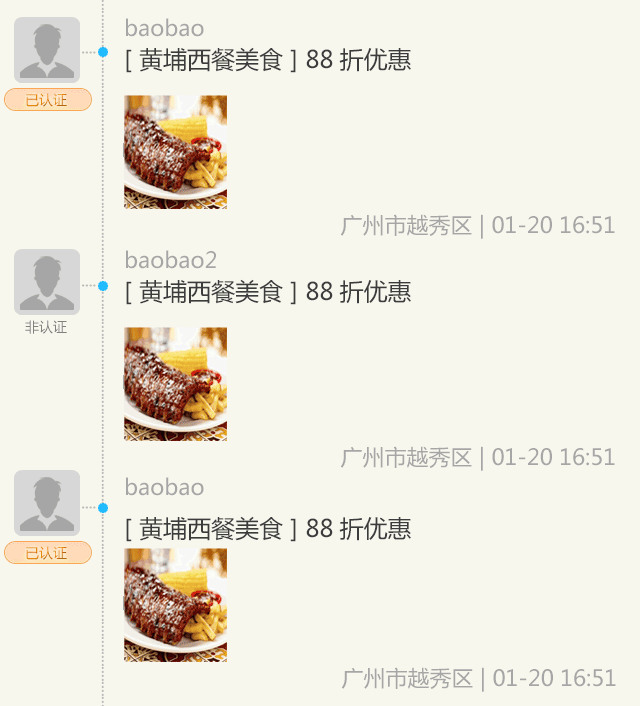 baobao
[ 黄埔西餐美食 ] 88 折优惠
已认证
广州市越秀区 | 01-20 16:51
baobao2
[ 黄埔西餐美食 ] 88 折优惠
非认证
广州市越秀区 | 01-20 16:51
baobao
[ 黄埔西餐美食 ] 88 折优惠
已认证
广州市越秀区 | 01-20 16:51